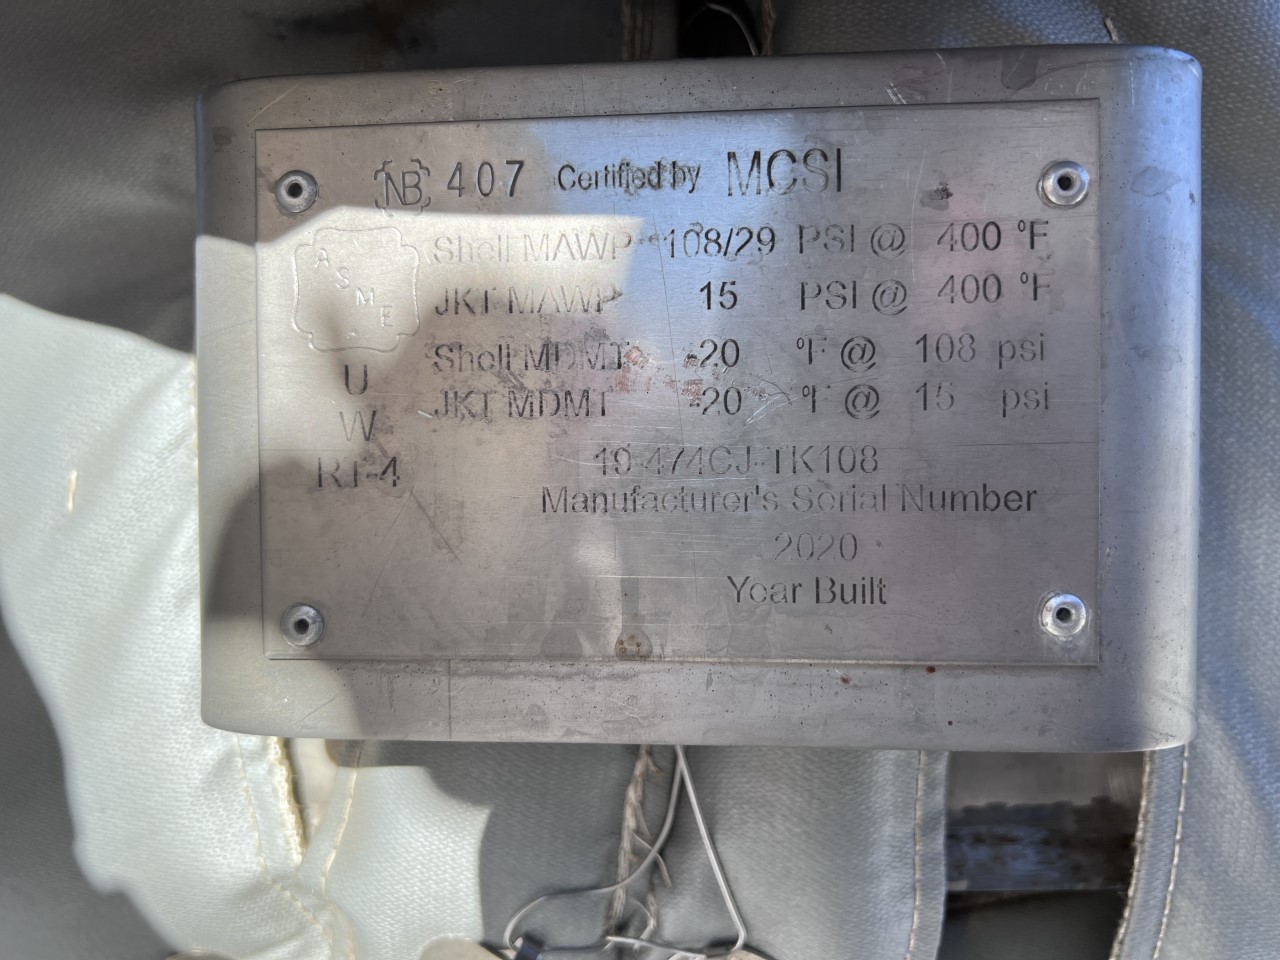 NB 407 Certified by MCSI
ASME
Shell MAWP 108/29 PSI @ 400 °F
JKT MAWP 15 PSI @ 400 °F
Shell MDMT -20 °F @ 108 psi
U
JKT MDMT -20 °F @ 15 psi
W
RT-4
19-474CJ-TK108
Manufacturer's Serial Number
2020
Year Built